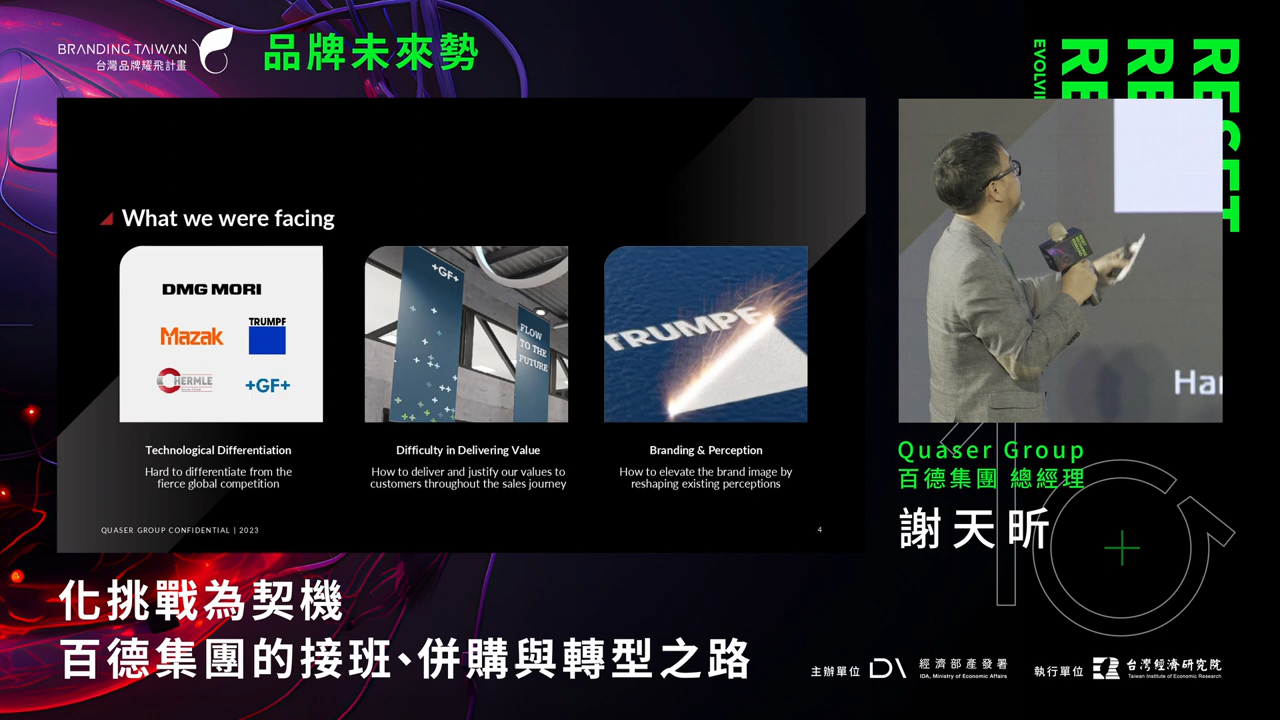 BRANDING TAIWAN
台灣品牌耀飛計畫
品牌未來勢
What we were facing
DMG MORI
Mazak
TRUMPF
HERMLE
+GF+
+GF+
FLOW
TO THE
FUTURE
TRUMPF
Technological Differentiation
Hard to differentiate from the
fierce global competition
Difficulty in Delivering Value
How to deliver and justify our values to
customers throughout the sales journey
Branding & Perception
How to elevate the brand image by
reshaping existing perceptions
QUASER GROUP CONFIDENTIAL | 2023
4
Quaser Group
百德集團 總經理
謝天昕
化挑戰為契機
百德集團的接班、併購與轉型之路
主辦單位
經濟部產發署
IDA, Ministry of Economic Affairs
執行單位
台灣經濟研究院
Taiwan Institute of Economic Research